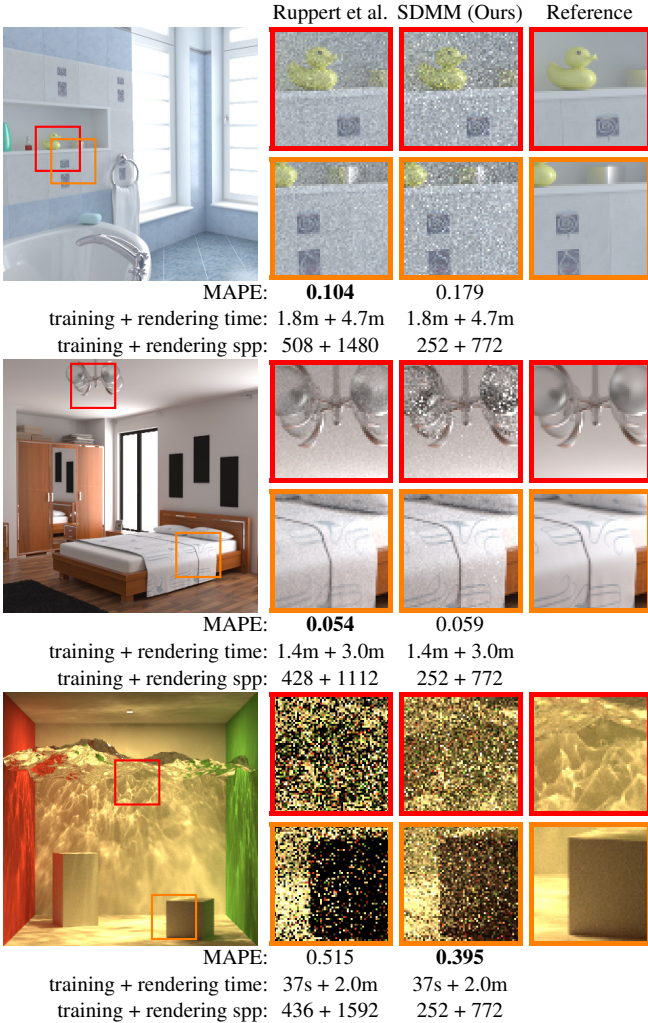 Ruppert et al. SDMM (Ours) Reference
MAPE: 0.104 0.179
training + rendering time: 1.8m + 4.7m 1.8m + 4.7m
training + rendering spp: 508 + 1480 252 + 772
MAPE: 0.054 0.059
training + rendering time: 1.4m + 3.0m 1.4m + 3.0m
training + rendering spp: 428 + 1112 252 + 772
MAPE: 0.515 0.395
training + rendering time: 37s + 2.0m 37s + 2.0m
training + rendering spp: 436 + 1592 252 + 772